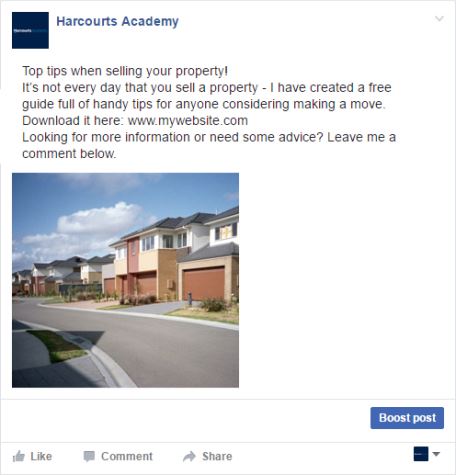 Harcourts Academy
Harcourts Academy
Top tips when selling your property!
It's not every day that you sell a property - I have created a free
guide full of handy tips for anyone considering making a move.
Download it here: www.mywebsite.com
Looking for more information or need some advice? Leave me a
comment below.
Boost post
Like
Comment
Share